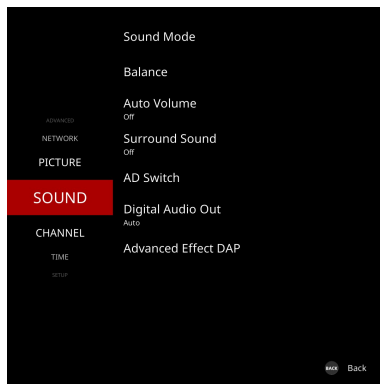 ADVANCED
NETWORK
PICTURE
SOUND
CHANNEL
TIME
SETUP
Sound Mode
Balance
Auto Volume
Off
Surround Sound
Off
AD Switch
Digital Audio Out
Auto
Advanced Effect DAP
BACK Back